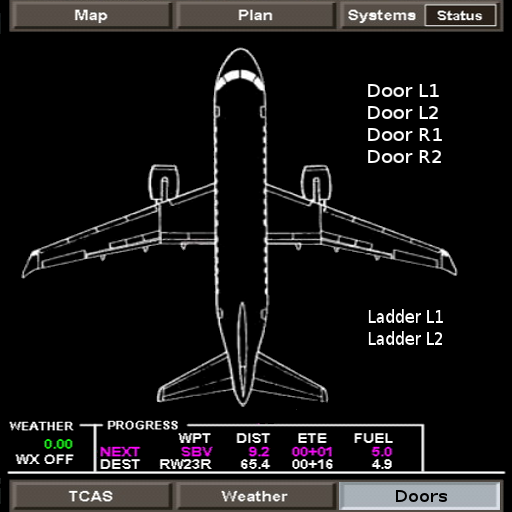 Map Plan Systems Status
Door L1
Door L2
Door R1
Door R2
Ladder L1
Ladder L2
WEATHER
0.00
WX OFF
PROGRESS
WPT DIST ETE FUEL
NEXT SBV 9.2 00+01 5.0
DEST RW23R 65.4 00+16 4.9
TCAS Weather Doors